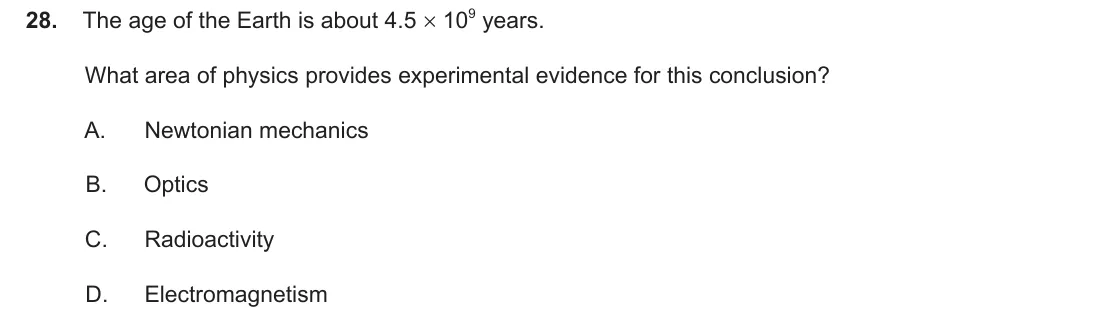 28. The age of the Earth is about 4.5 × 10⁹ years.
What area of physics provides experimental evidence for this conclusion?
A. Newtonian mechanics
B. Optics
C. Radioactivity
D. Electromagnetism